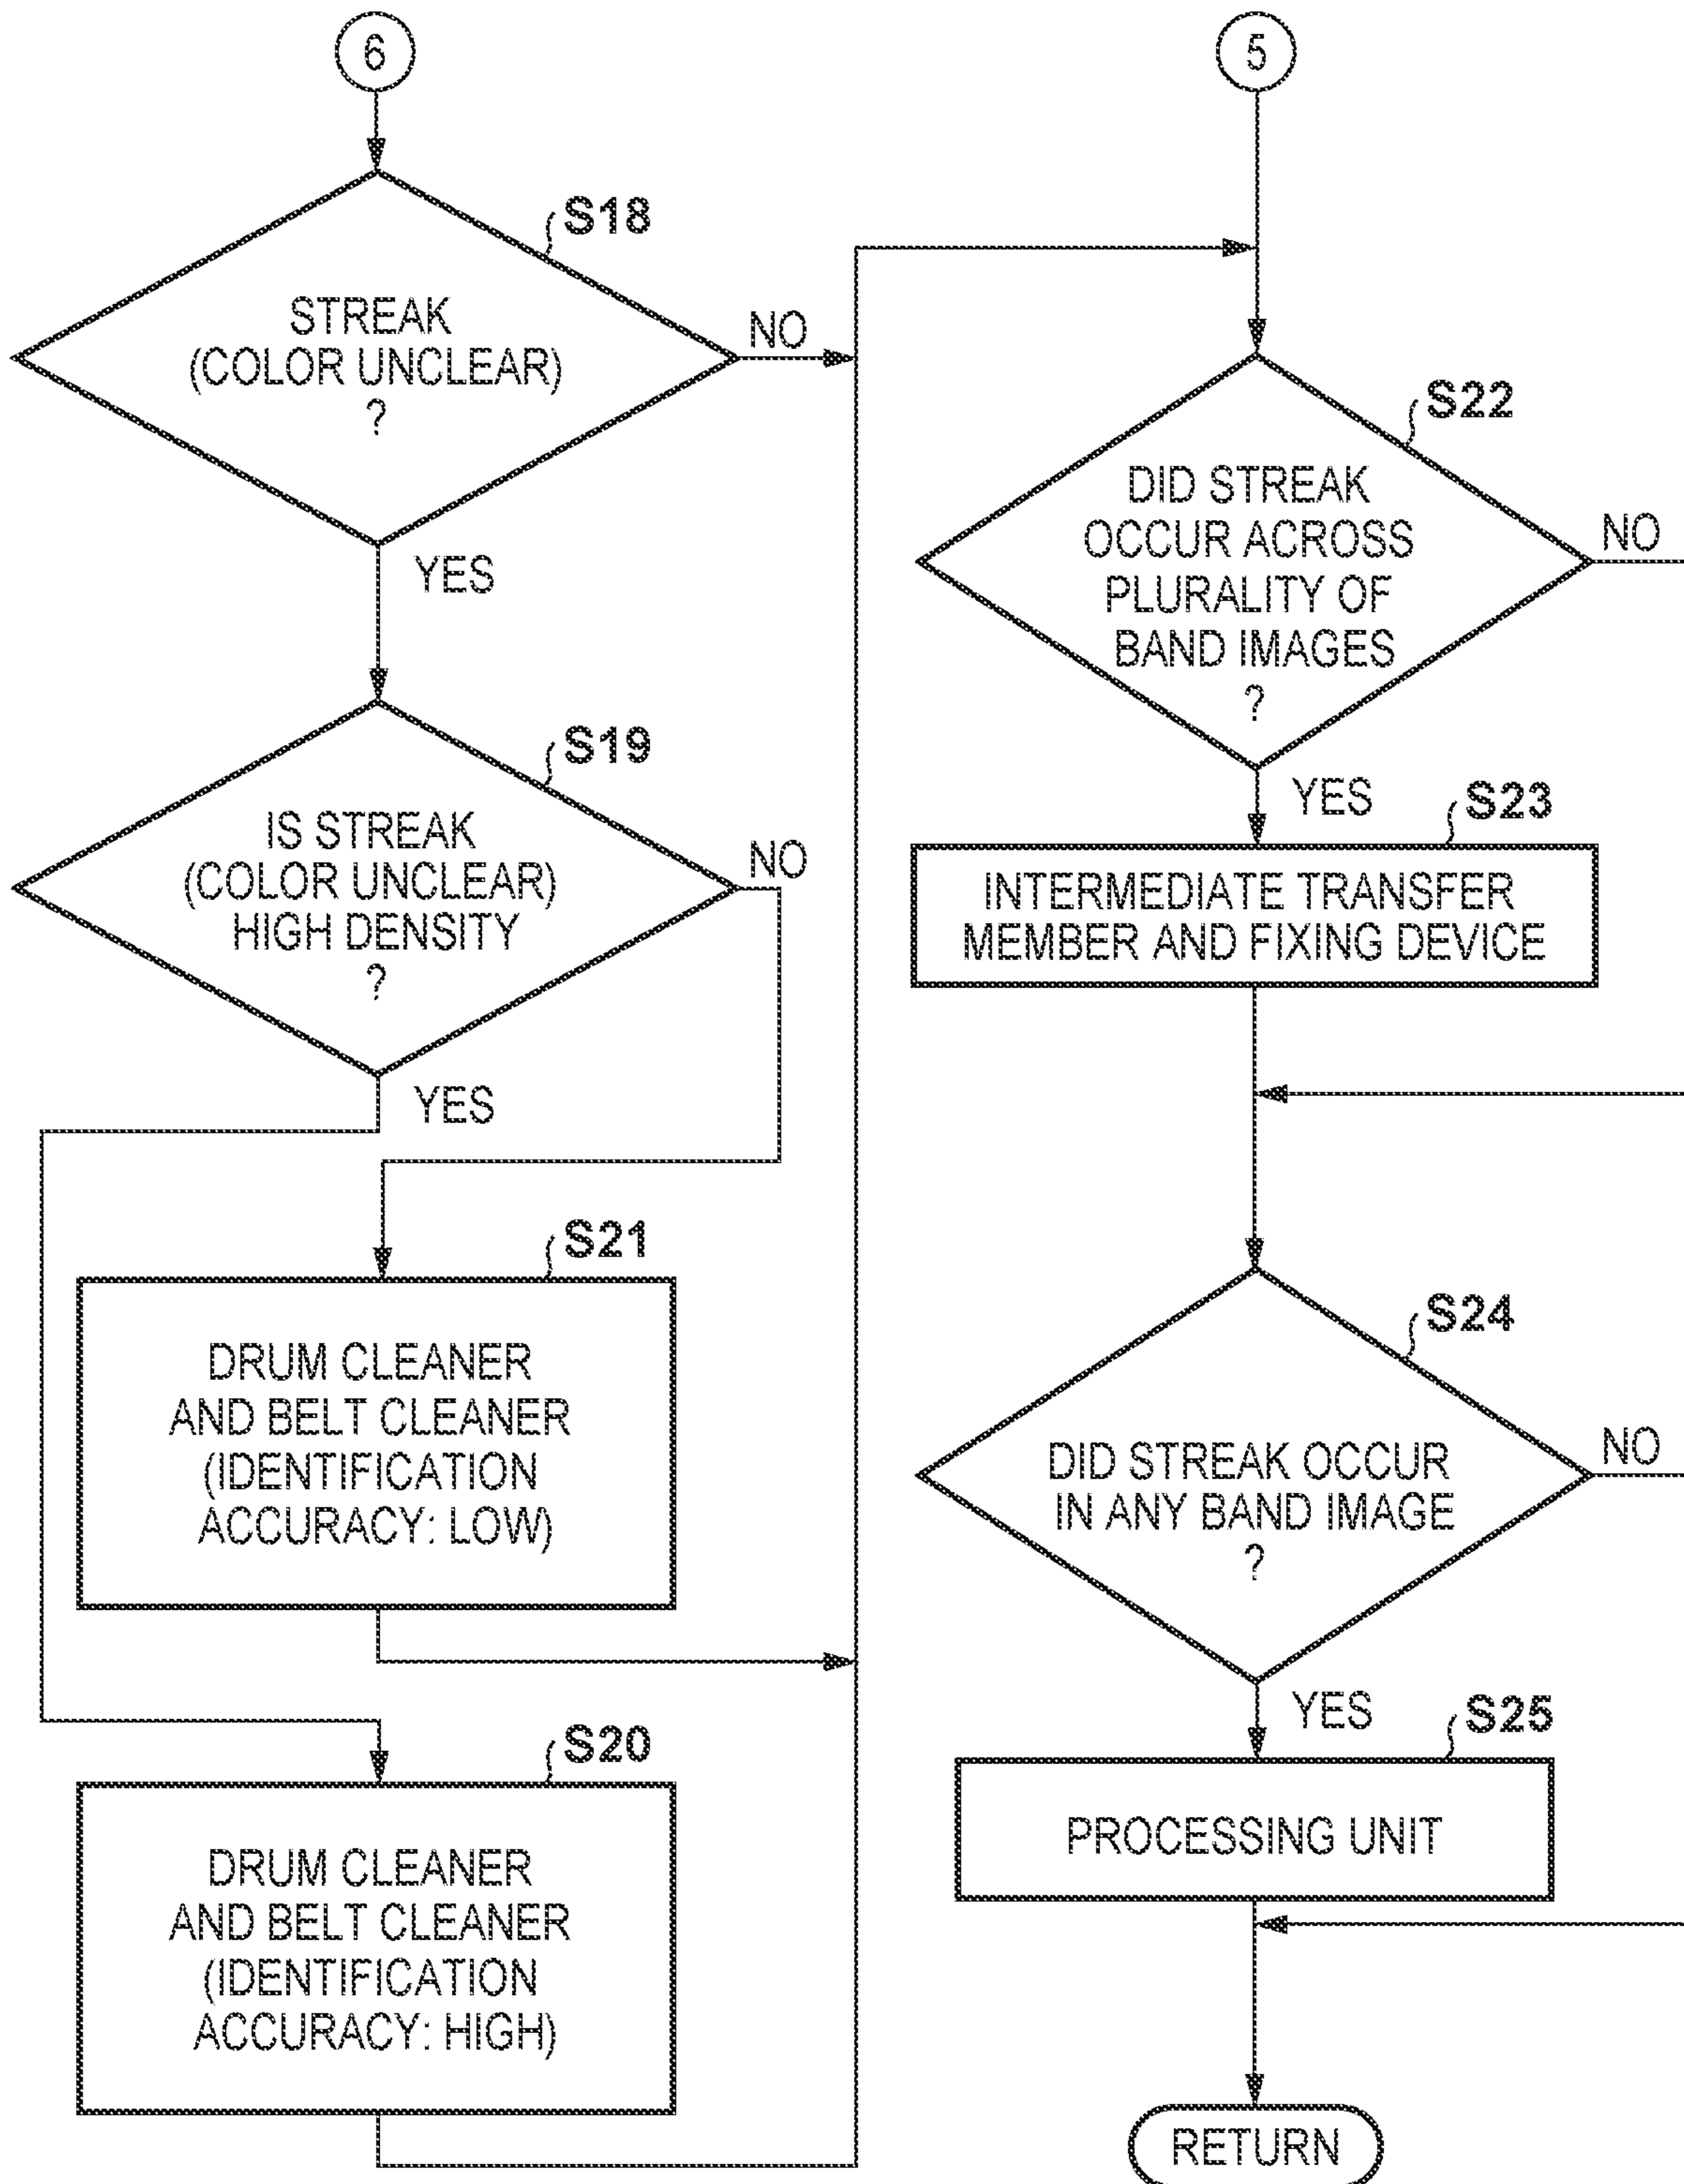 6
S18
STREAK
(COLOR UNCLEAR)
?
NO
YES
S19
IS STREAK
(COLOR UNCLEAR)
HIGH DENSITY
?
NO
YES
S21
DRUM CLEANER
AND BELT CLEANER
(IDENTIFICATION
ACCURACY: LOW)
S20
DRUM CLEANER
AND BELT CLEANER
(IDENTIFICATION
ACCURACY: HIGH)
5
S22
DID STREAK
OCCUR ACROSS
PLURALITY OF
BAND IMAGES
?
NO
YES
S23
INTERMEDIATE TRANSFER
MEMBER AND FIXING DEVICE
S24
DID STREAK OCCUR
IN ANY BAND IMAGE
?
NO
YES
S25
PROCESSING UNIT
RETURN